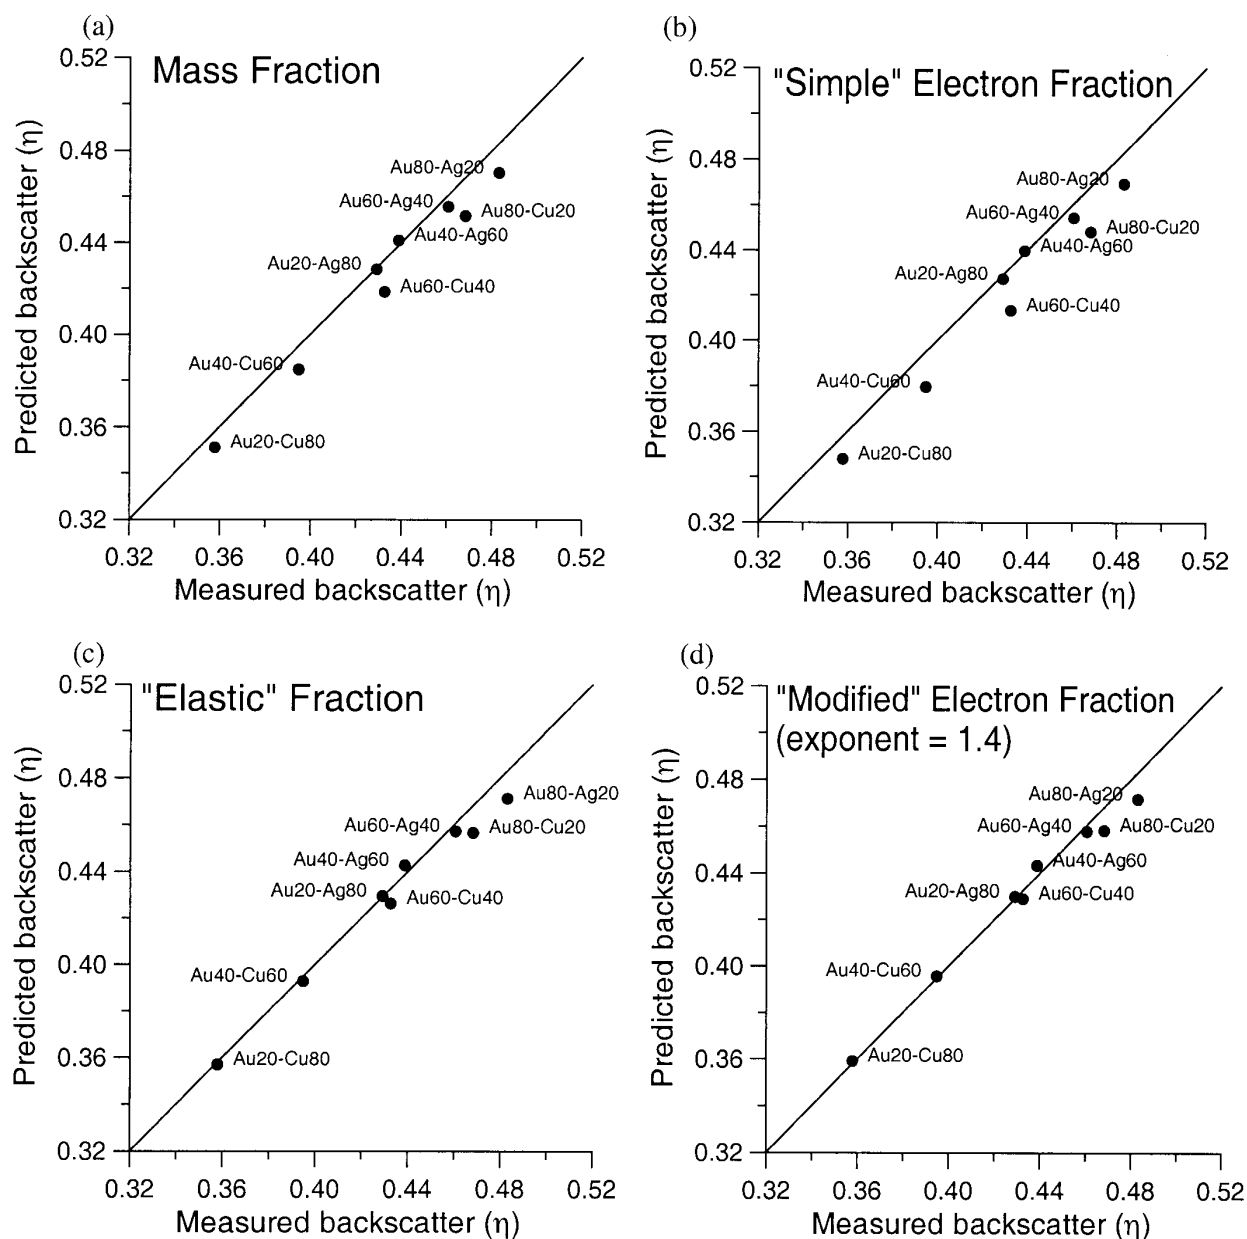 (a)
Mass Fraction
0.52
0.48
0.44
0.40
0.36
0.32
Predicted backscatter (η)
Au80-Ag20
Au60-Ag40
Au80-Cu20
Au40-Ag60
Au20-Ag80
Au60-Cu40
Au40-Cu60
Au20-Cu80
0.32 0.36 0.40 0.44 0.48 0.52
Measured backscatter (η)
(b)
"Simple" Electron Fraction
0.52
0.48
0.44
0.40
0.36
0.32
Predicted backscatter (η)
Au80-Ag20
Au60-Ag40
Au80-Cu20
Au40-Ag60
Au20-Ag80
Au60-Cu40
Au40-Cu60
Au20-Cu80
0.32 0.36 0.40 0.44 0.48 0.52
Measured backscatter (η)
(c)
"Elastic" Fraction
0.52
0.48
0.44
0.40
0.36
0.32
Predicted backscatter (η)
Au80-Ag20
Au60-Ag40
Au80-Cu20
Au40-Ag60
Au20-Ag80
Au60-Cu40
Au40-Cu60
Au20-Cu80
0.32 0.36 0.40 0.44 0.48 0.52
Measured backscatter (η)
(d)
"Modified" Electron Fraction
(exponent = 1.4)
0.52
0.48
0.44
0.40
0.36
0.32
Predicted backscatter (η)
Au80-Ag20
Au60-Ag40
Au80-Cu20
Au40-Ag60
Au20-Ag80
Au60-Cu40
Au40-Cu60
Au20-Cu80
0.32 0.36 0.40 0.44 0.48 0.52
Measured backscatter (η)